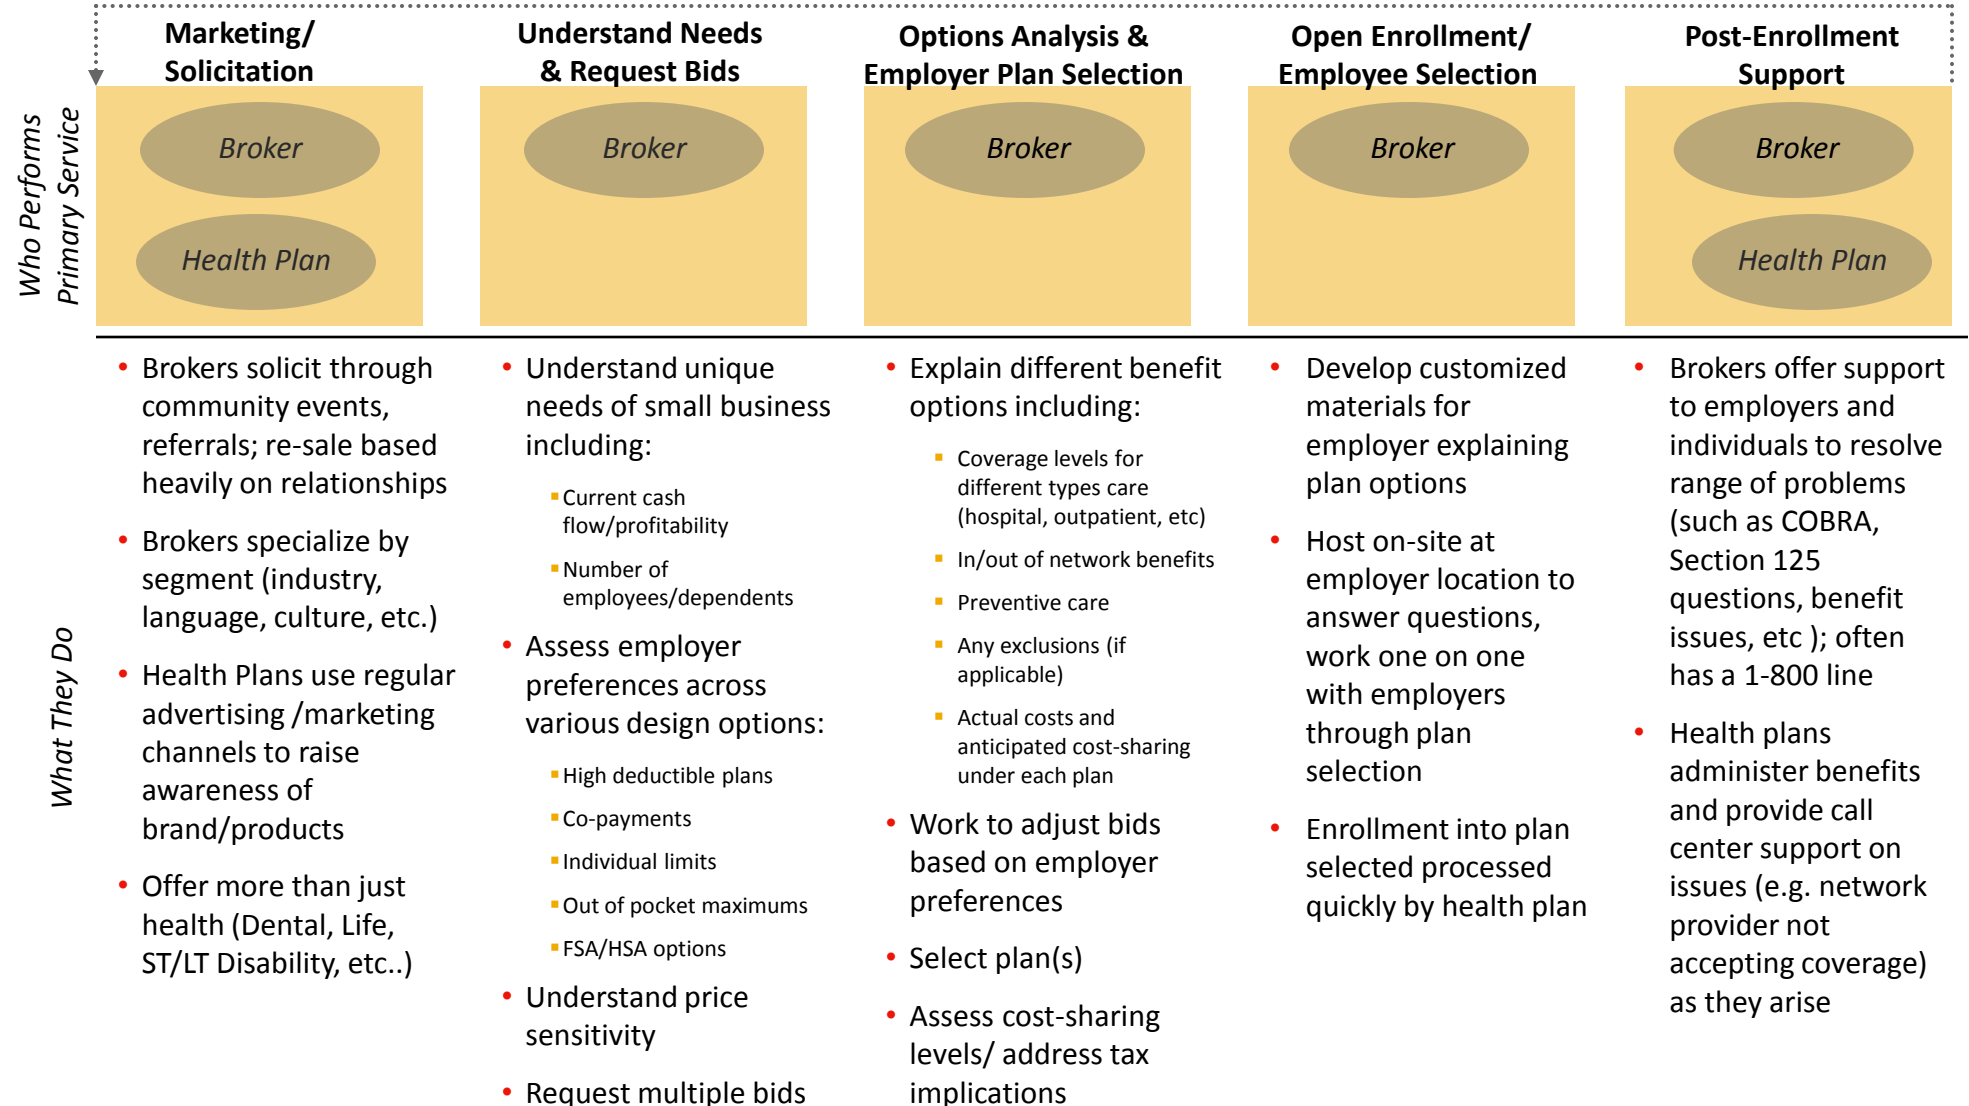 Marketing/
Solicitation
Understand Needs
& Request Bids
Options Analysis &
Employer Plan Selection
Open Enrollment/
Employee Selection
Post-Enrollment
Support
Who Performs
Primary Service
Broker
Health Plan
Broker
Broker
Broker
Broker
Health Plan
What They Do
• Brokers solicit through
community events,
referrals; re-sale based
heavily on relationships
• Brokers specialize by
segment (industry,
language, culture, etc.)
• Health Plans use regular
advertising /marketing
channels to raise
awareness of
brand/products
• Offer more than just
health (Dental, Life,
ST/LT Disability, etc..)
• Understand unique
needs of small business
including:
▪ Current cash
flow/profitability
▪ Number of
employees/dependents
• Assess employer
preferences across
various design options:
▪ High deductible plans
▪ Co-payments
▪ Individual limits
▪ Out of pocket maximums
▪ FSA/HSA options
• Understand price
sensitivity
• Request multiple bids
• Explain different benefit
options including:
▪ Coverage levels for
different types care
(hospital, outpatient, etc)
▪ In/out of network benefits
▪ Preventive care
▪ Any exclusions (if
applicable)
▪ Actual costs and
anticipated cost-sharing
under each plan
• Work to adjust bids
based on employer
preferences
• Select plan(s)
• Assess cost-sharing
levels/ address tax
implications
• Develop customized
materials for
employer explaining
plan options
• Host on-site at
employer location to
answer questions,
work one on one
with employers
through plan
selection
• Enrollment into plan
selected processed
quickly by health plan
• Brokers offer support
to employers and
individuals to resolve
range of problems
(such as COBRA,
Section 125
questions, benefit
issues, etc ); often
has a 1-800 line
• Health plans
administer benefits
and provide call
center support on
issues (e.g. network
provider not
accepting coverage)
as they arise